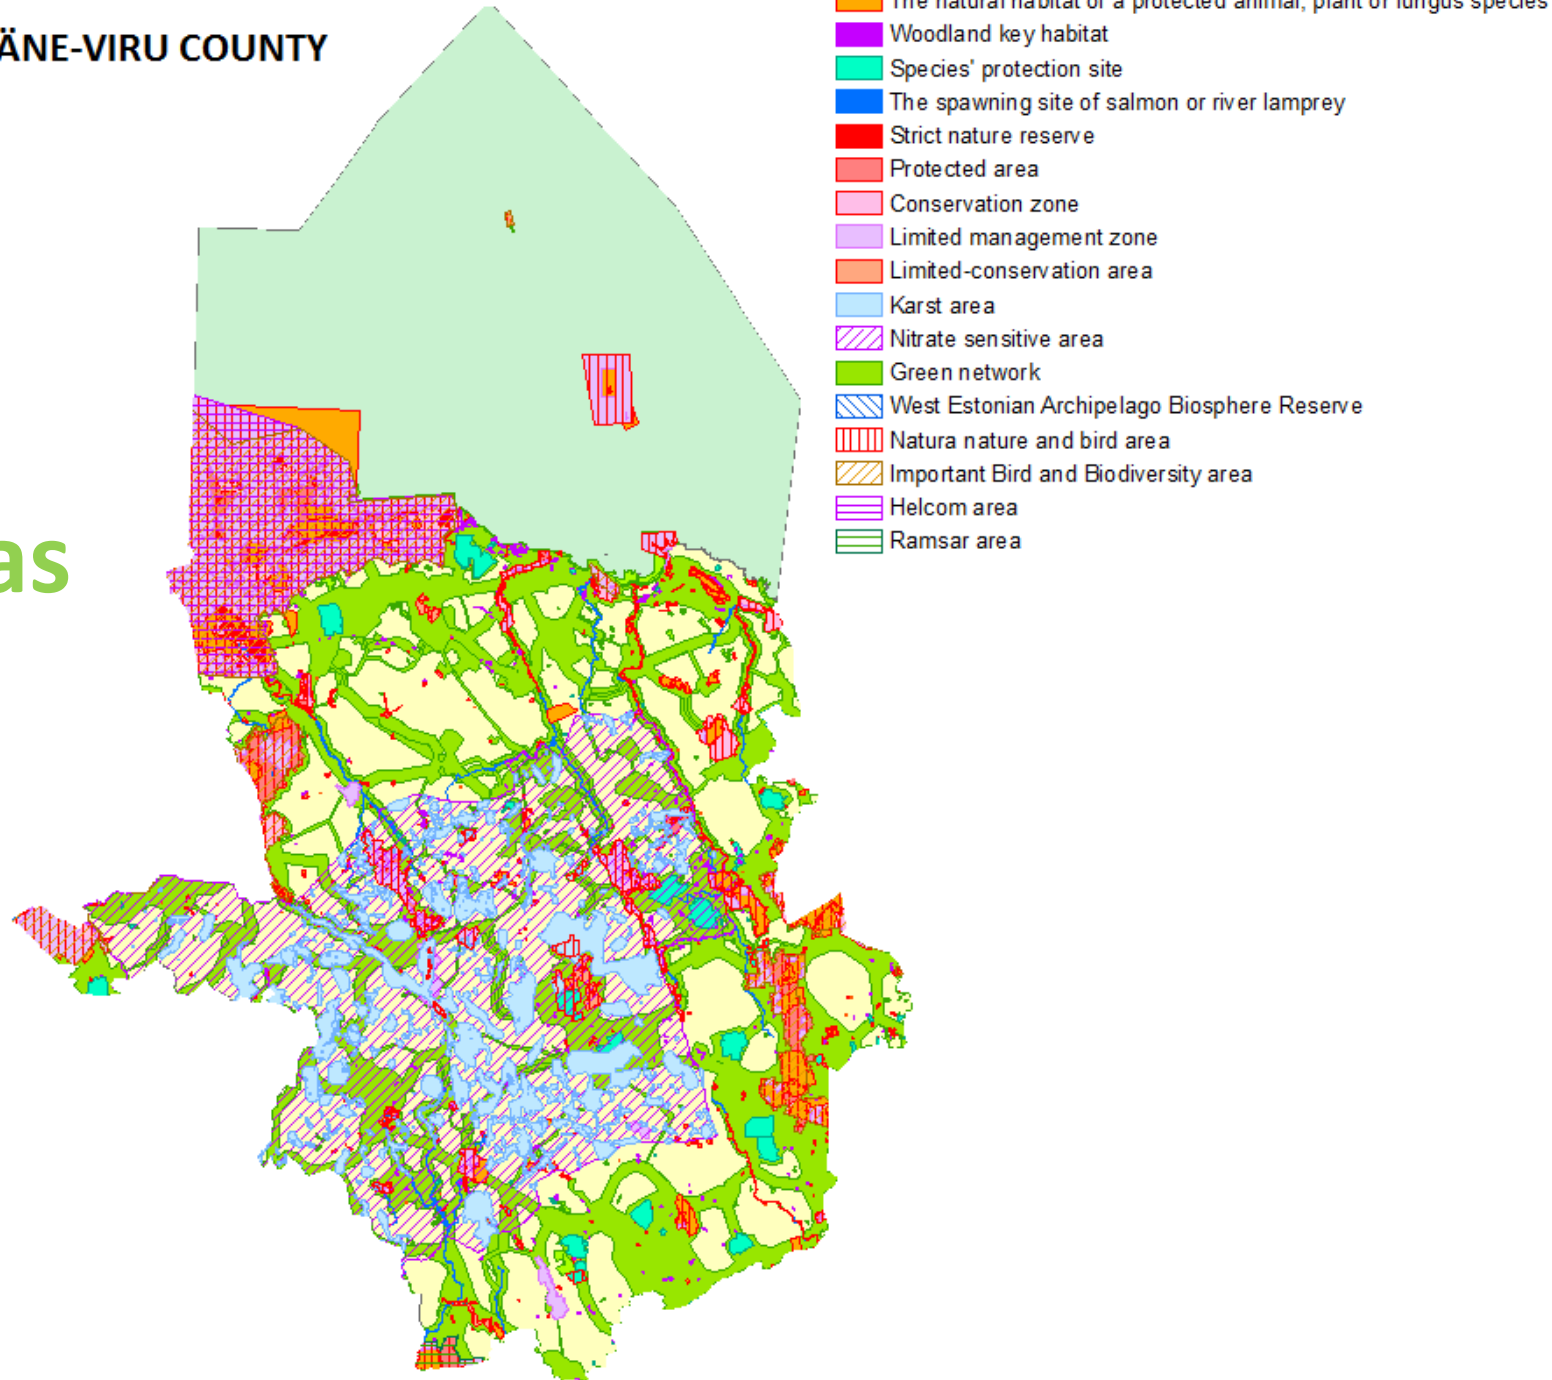 The natural habitat of a protected animal, plant or fungus species
ÄNE-VIRU COUNTY
Woodland key habitat
Species' protection site
The spawning site of salmon or river lamprey
Strict nature reserve
Protected area
Conservation zone
Limited management zone
Limited-conservation area
Karst area
Nitrate sensitive area
Green network
West Estonian Archipelago Biosphere Reserve
Natura nature and bird area
Important Bird and Biodiversity area
Helcom area
Ramsar area
as